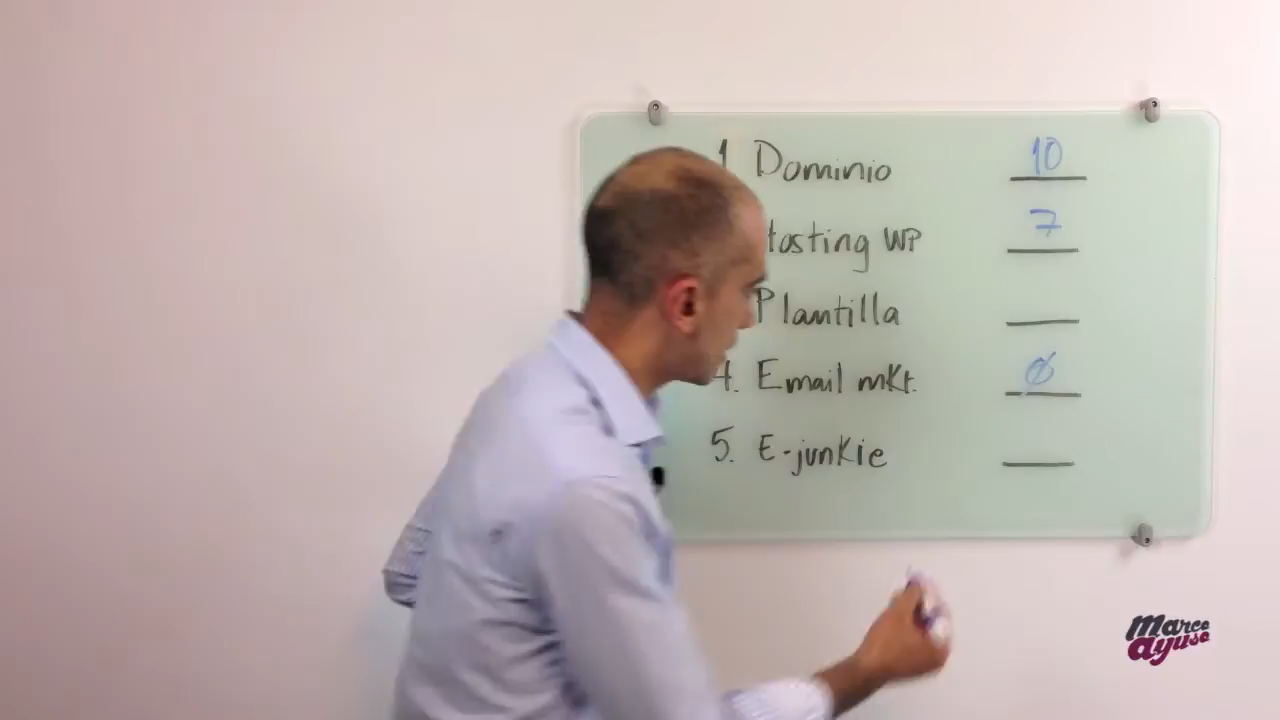 1 Dominio 10
Hosting WP 7
Plantilla
4. Email mKt. Ø
5. E-junkie
marco
ayuso